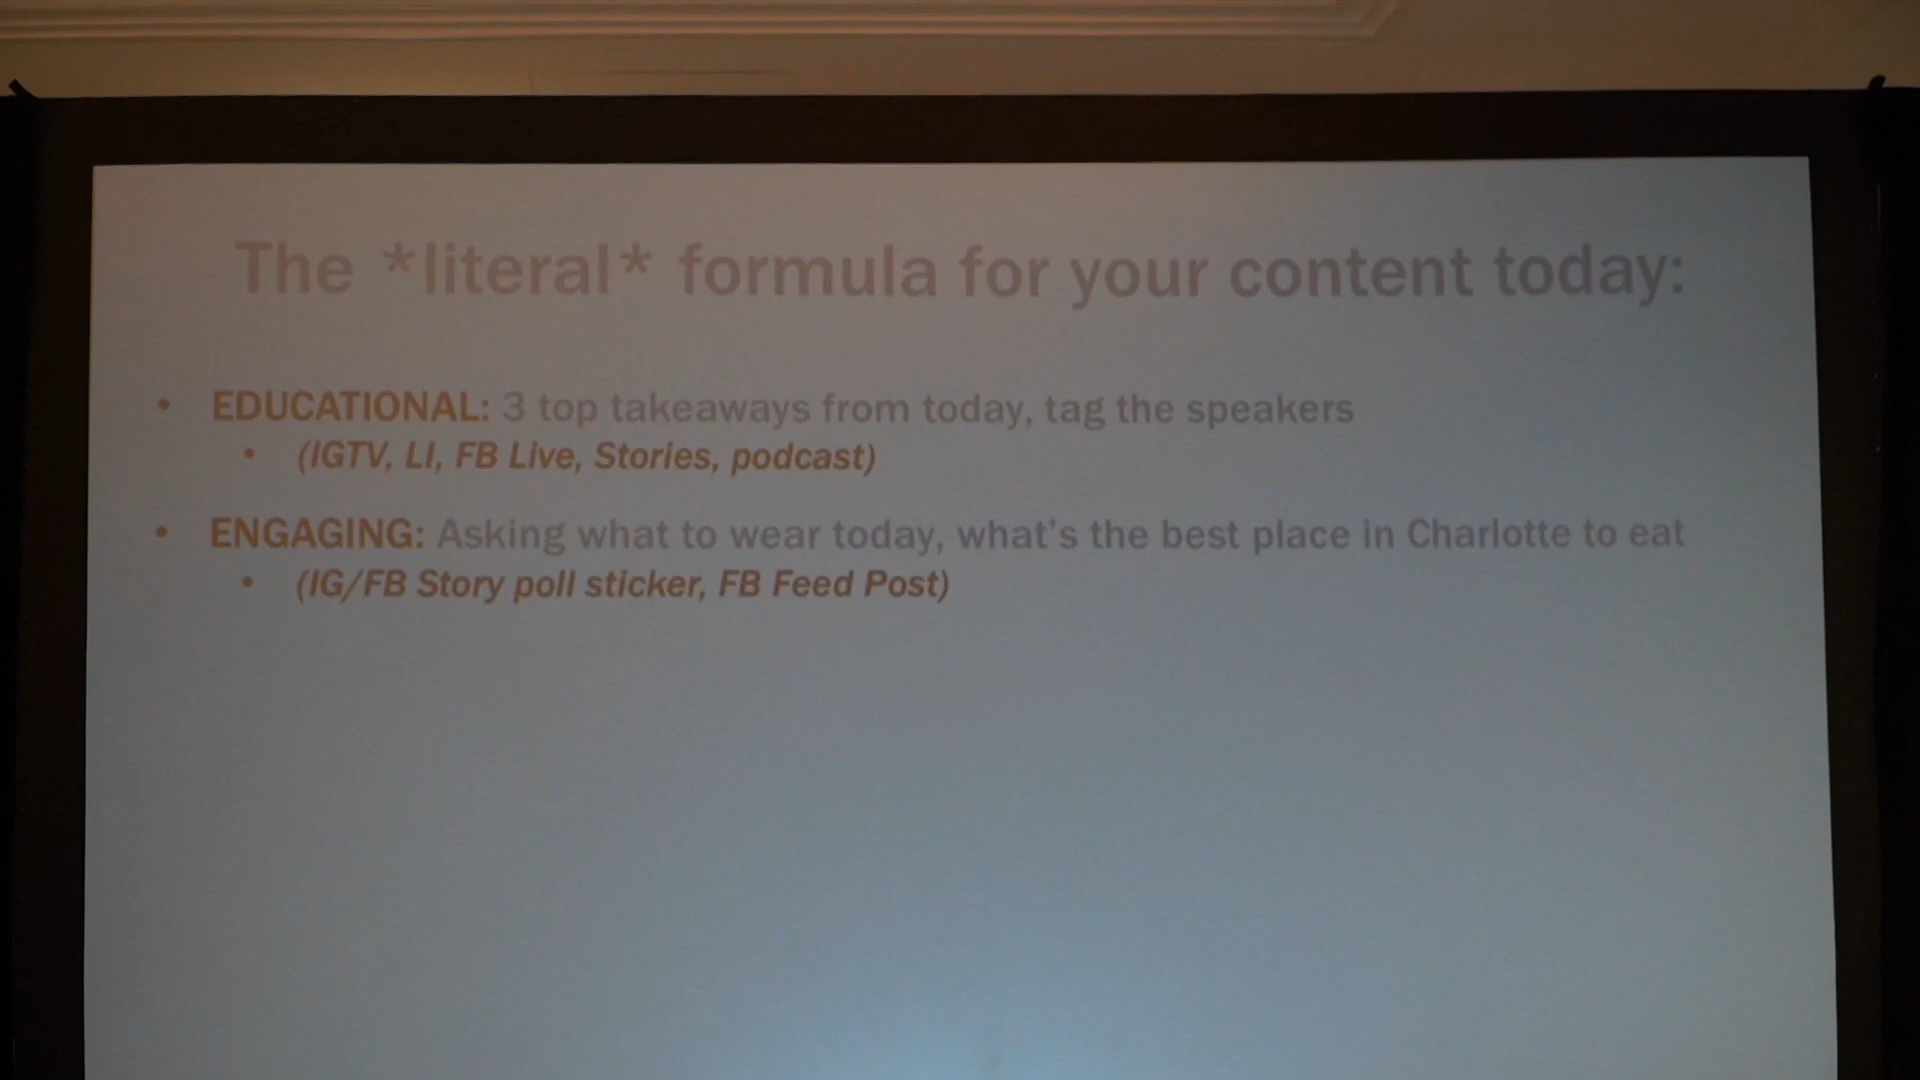 The *literal* formula for your content today:
• EDUCATIONAL: 3 top takeaways from today, tag the speakers
• (IGTV, LI, FB Live, Stories, podcast)
• ENGAGING: Asking what to wear today, what's the best place in Charlotte to eat
• (IG/FB Story poll sticker, FB Feed Post)